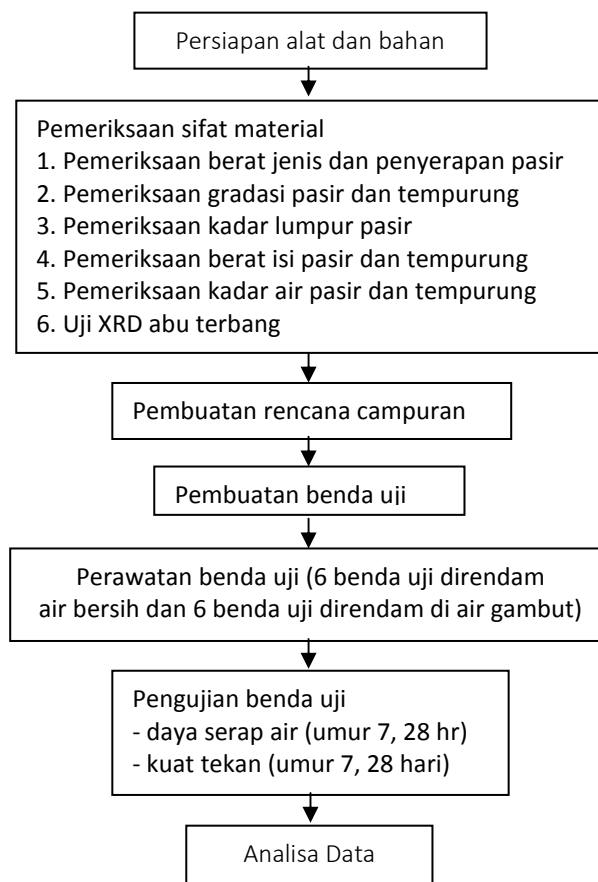 Persiapan alat dan bahan
Pemeriksaan sifat material
1. Pemeriksaan berat jenis dan penyerapan pasir
2. Pemeriksaan gradasi pasir dan tempurung
3. Pemeriksaan kadar lumpur pasir
4. Pemeriksaan berat isi pasir dan tempurung
5. Pemeriksaan kadar air pasir dan tempurung
6. Uji XRD abu terbang
Pembuatan rencana campuran
Pembuatan benda uji
Perawatan benda uji (6 benda uji direndam
air bersih dan 6 benda uji direndam di air gambut)
Pengujian benda uji
- daya serap air (umur 7, 28 hr)
- kuat tekan (umur 7, 28 hari)
Analisa Data